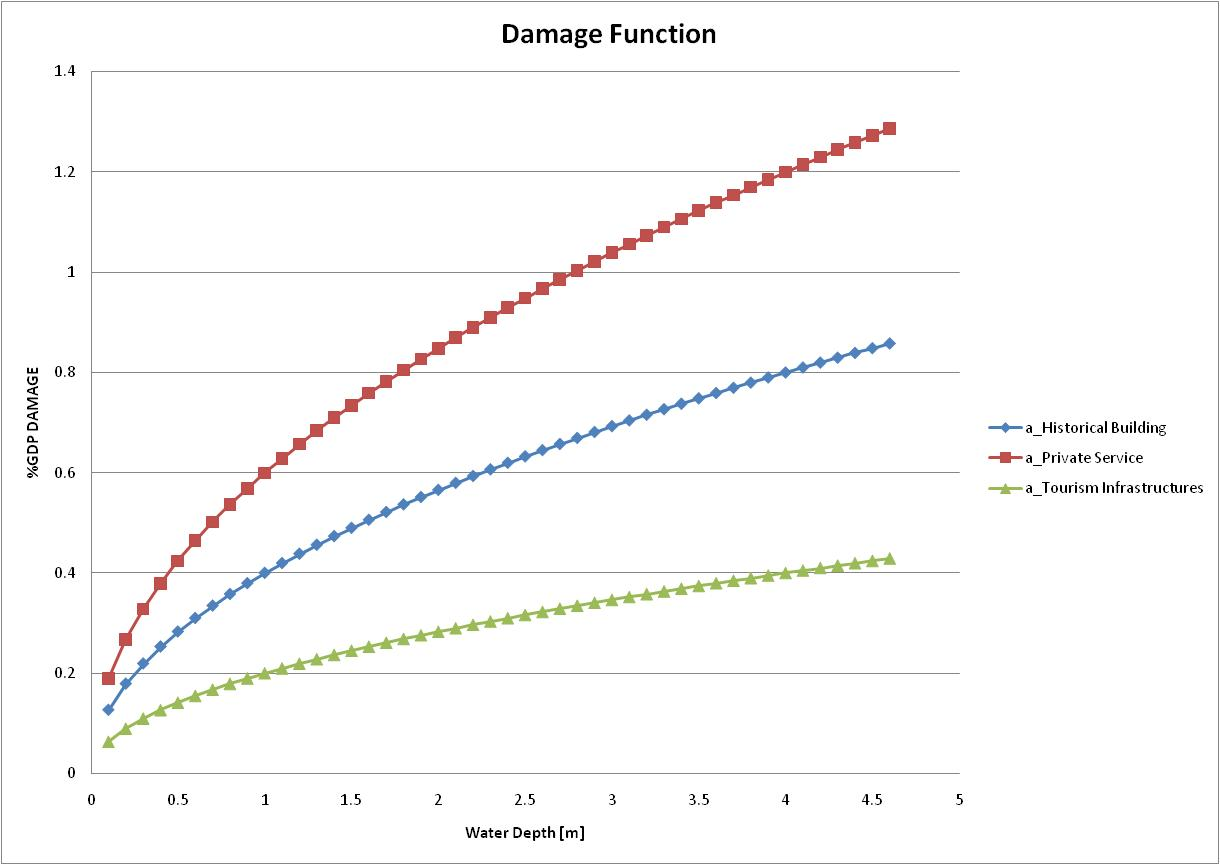 Damage Function
1.4
1.2
1
0.8
0.6
0.4
0.2
0
%GDP DAMAGE
0 0.5 1 1.5 2 2.5 3 3.5 4 4.5 5
Water Depth [m]
a_Historical Building
a_Private Service
a_Tourism Infrastructures